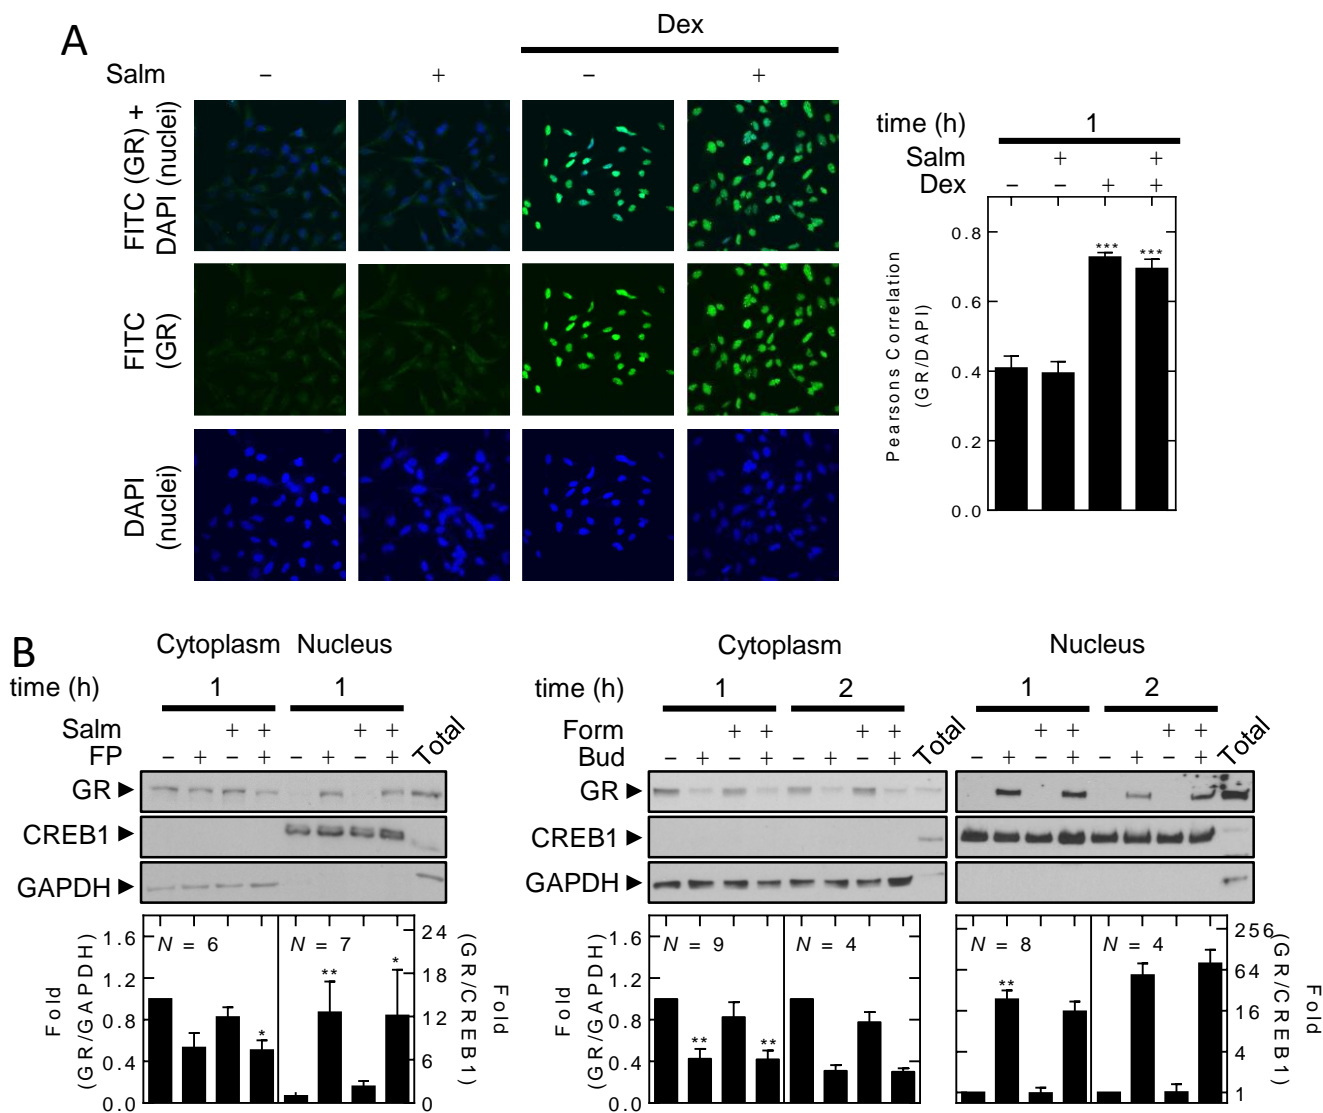 A
Dex
Salm – + – +
FITC (GR) +
DAPI (nuclei)
FITC
(GR)
DAPI
(nuclei)
time (h) 1
Salm + +
Dex – – + +
Pearsons Correlation
(GR/DAPI)
0.8
0.6
0.4
0.2
0.0
*** ***
B
Cytoplasm Nucleus
time (h) 1 1
Salm + + + +
FP – + – + – + – + Total
GR
CREB1
GAPDH
Fold
(GR/GAPDH)
1.6
1.2
0.8
0.4
0.0
N = 6 N = 7
* ** *
24
18
12
6
0
Fold
(GR/CREB1)
Cytoplasm Nucleus
time (h) 1 2 1 2
Form + + + + + + + +
Bud – + – + – + – + Total – + – + – + – + Total
GR
CREB1
GAPDH
Fold
(GR/GAPDH)
1.6
1.2
0.8
0.4
0.0
N = 9 N = 4 N = 8 N = 4
** ** **
256
64
16
4
1
Fold
(GR/CREB1)